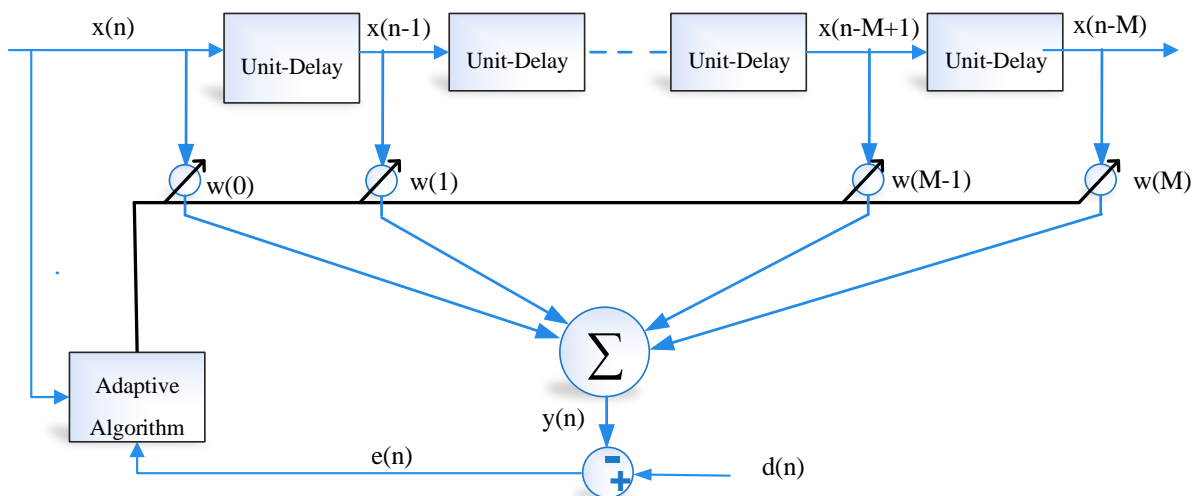 x(n)
x(n-1)
x(n-M+1)
x(n-M)
Unit-Delay
Unit-Delay
Unit-Delay
Unit-Delay
w(0)
w(1)
w(M-1)
w(M)
∑
Adaptive
Algorithm
y(n)
e(n)
-
+
d(n)